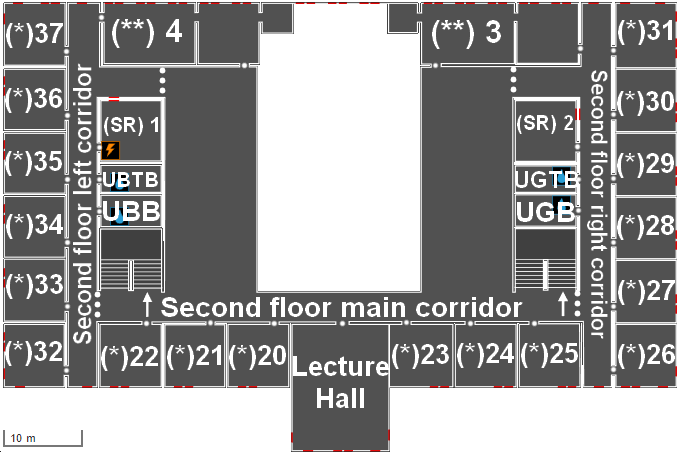 (*)37
(**) 4
(**) 3
(*)31
(*)36
(SR) 1
(SR) 2
(*)30
(*)35
UBTB
UGTB
(*)29
(*)34
UBB
UGB
(*)28
Second floor left corridor
Second floor right corridor
(*)33
(*)27
Second floor main corridor
(*)32
(*)22
(*)21
(*)20
Lecture
Hall
(*)23
(*)24
(*)25
(*)26
10 m